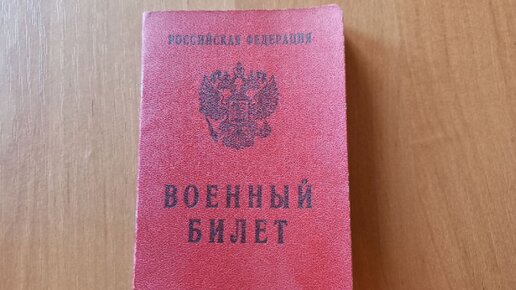 РОССИЙСКАЯ ФЕДЕРАЦИЯ
ВОЕННЫЙ
БИЛЕТ